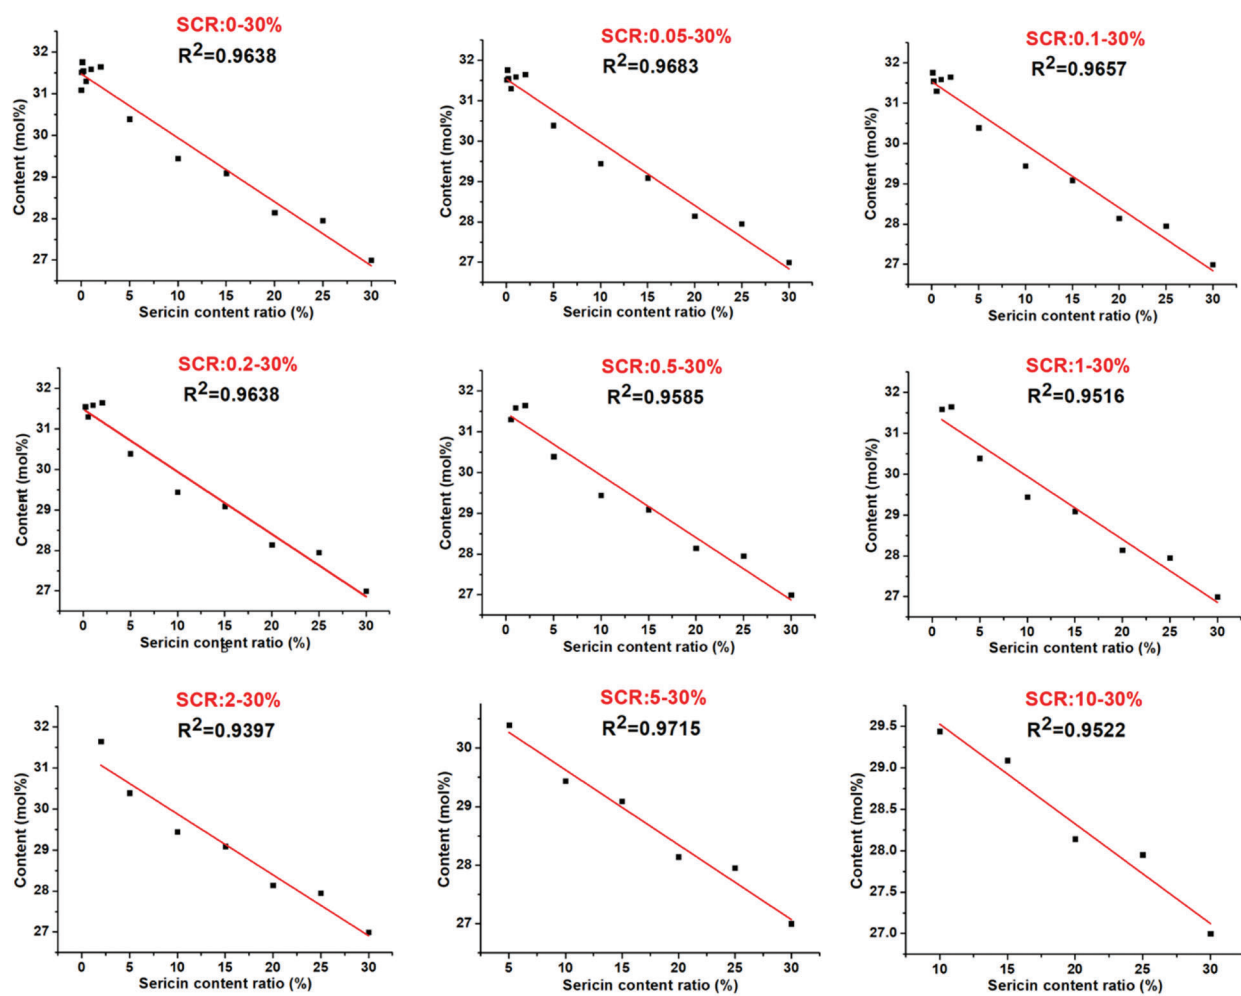 SCR:0-30%
R2=0.9638
32
31
30
29
28
27
Content (mol%)
0 5 10 15 20 25 30
Sericin content ratio (%)
SCR:0.05-30%
R2=0.9683
32
31
30
29
28
27
Content (mol%)
0 5 10 15 20 25 30
Sericin content ratio (%)
SCR:0.1-30%
R2=0.9657
32
31
30
29
28
27
Content (mol%)
0 5 10 15 20 25 30
Sericin content ratio (%)
SCR:0.2-30%
R2=0.9638
32
31
30
29
28
27
Content (mol%)
0 5 10 15 20 25 30
Sericin content ratio (%)
SCR:0.5-30%
R2=0.9585
32
31
30
29
28
27
Content (mol%)
0 5 10 15 20 25 30
Sericin content ratio (%)
SCR:1-30%
R2=0.9516
32
31
30
29
28
27
Content (mol%)
0 5 10 15 20 25 30
Sericin content ratio (%)
SCR:2-30%
R2=0.9397
32
31
30
29
28
27
Content (mol%)
0 5 10 15 20 25 30
Sericin content ratio (%)
SCR:5-30%
R2=0.9715
30
29
28
27
Content (mol%)
5 10 15 20 25 30
Sericin content ratio (%)
SCR:10-30%
R2=0.9522
29.5
29.0
28.5
28.0
27.5
27.0
Content (mol%)
10 15 20 25 30
Sericin content ratio (%)